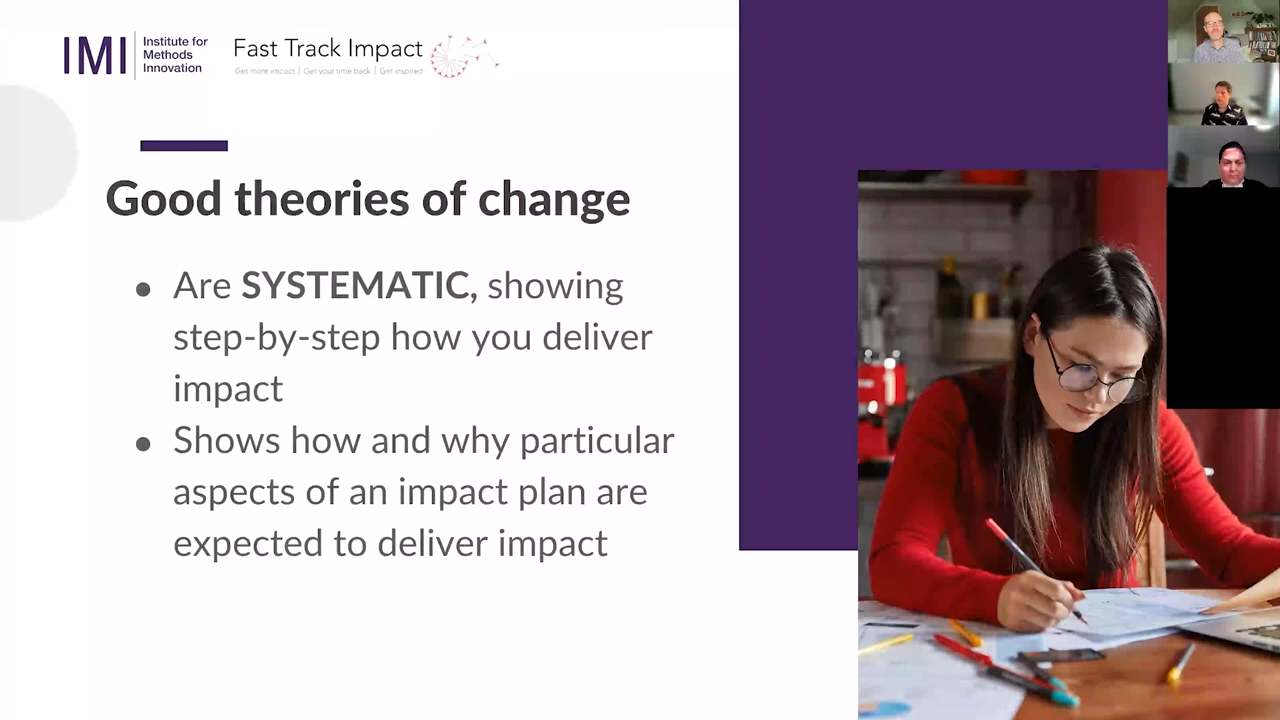 IMI
Institute for
Methods
Innovation
Fast Track Impact
Get more impact | Get your time back | Get inspired
Good theories of change
● Are SYSTEMATIC, showing
step-by-step how you deliver
impact
● Shows how and why particular
aspects of an impact plan are
expected to deliver impact